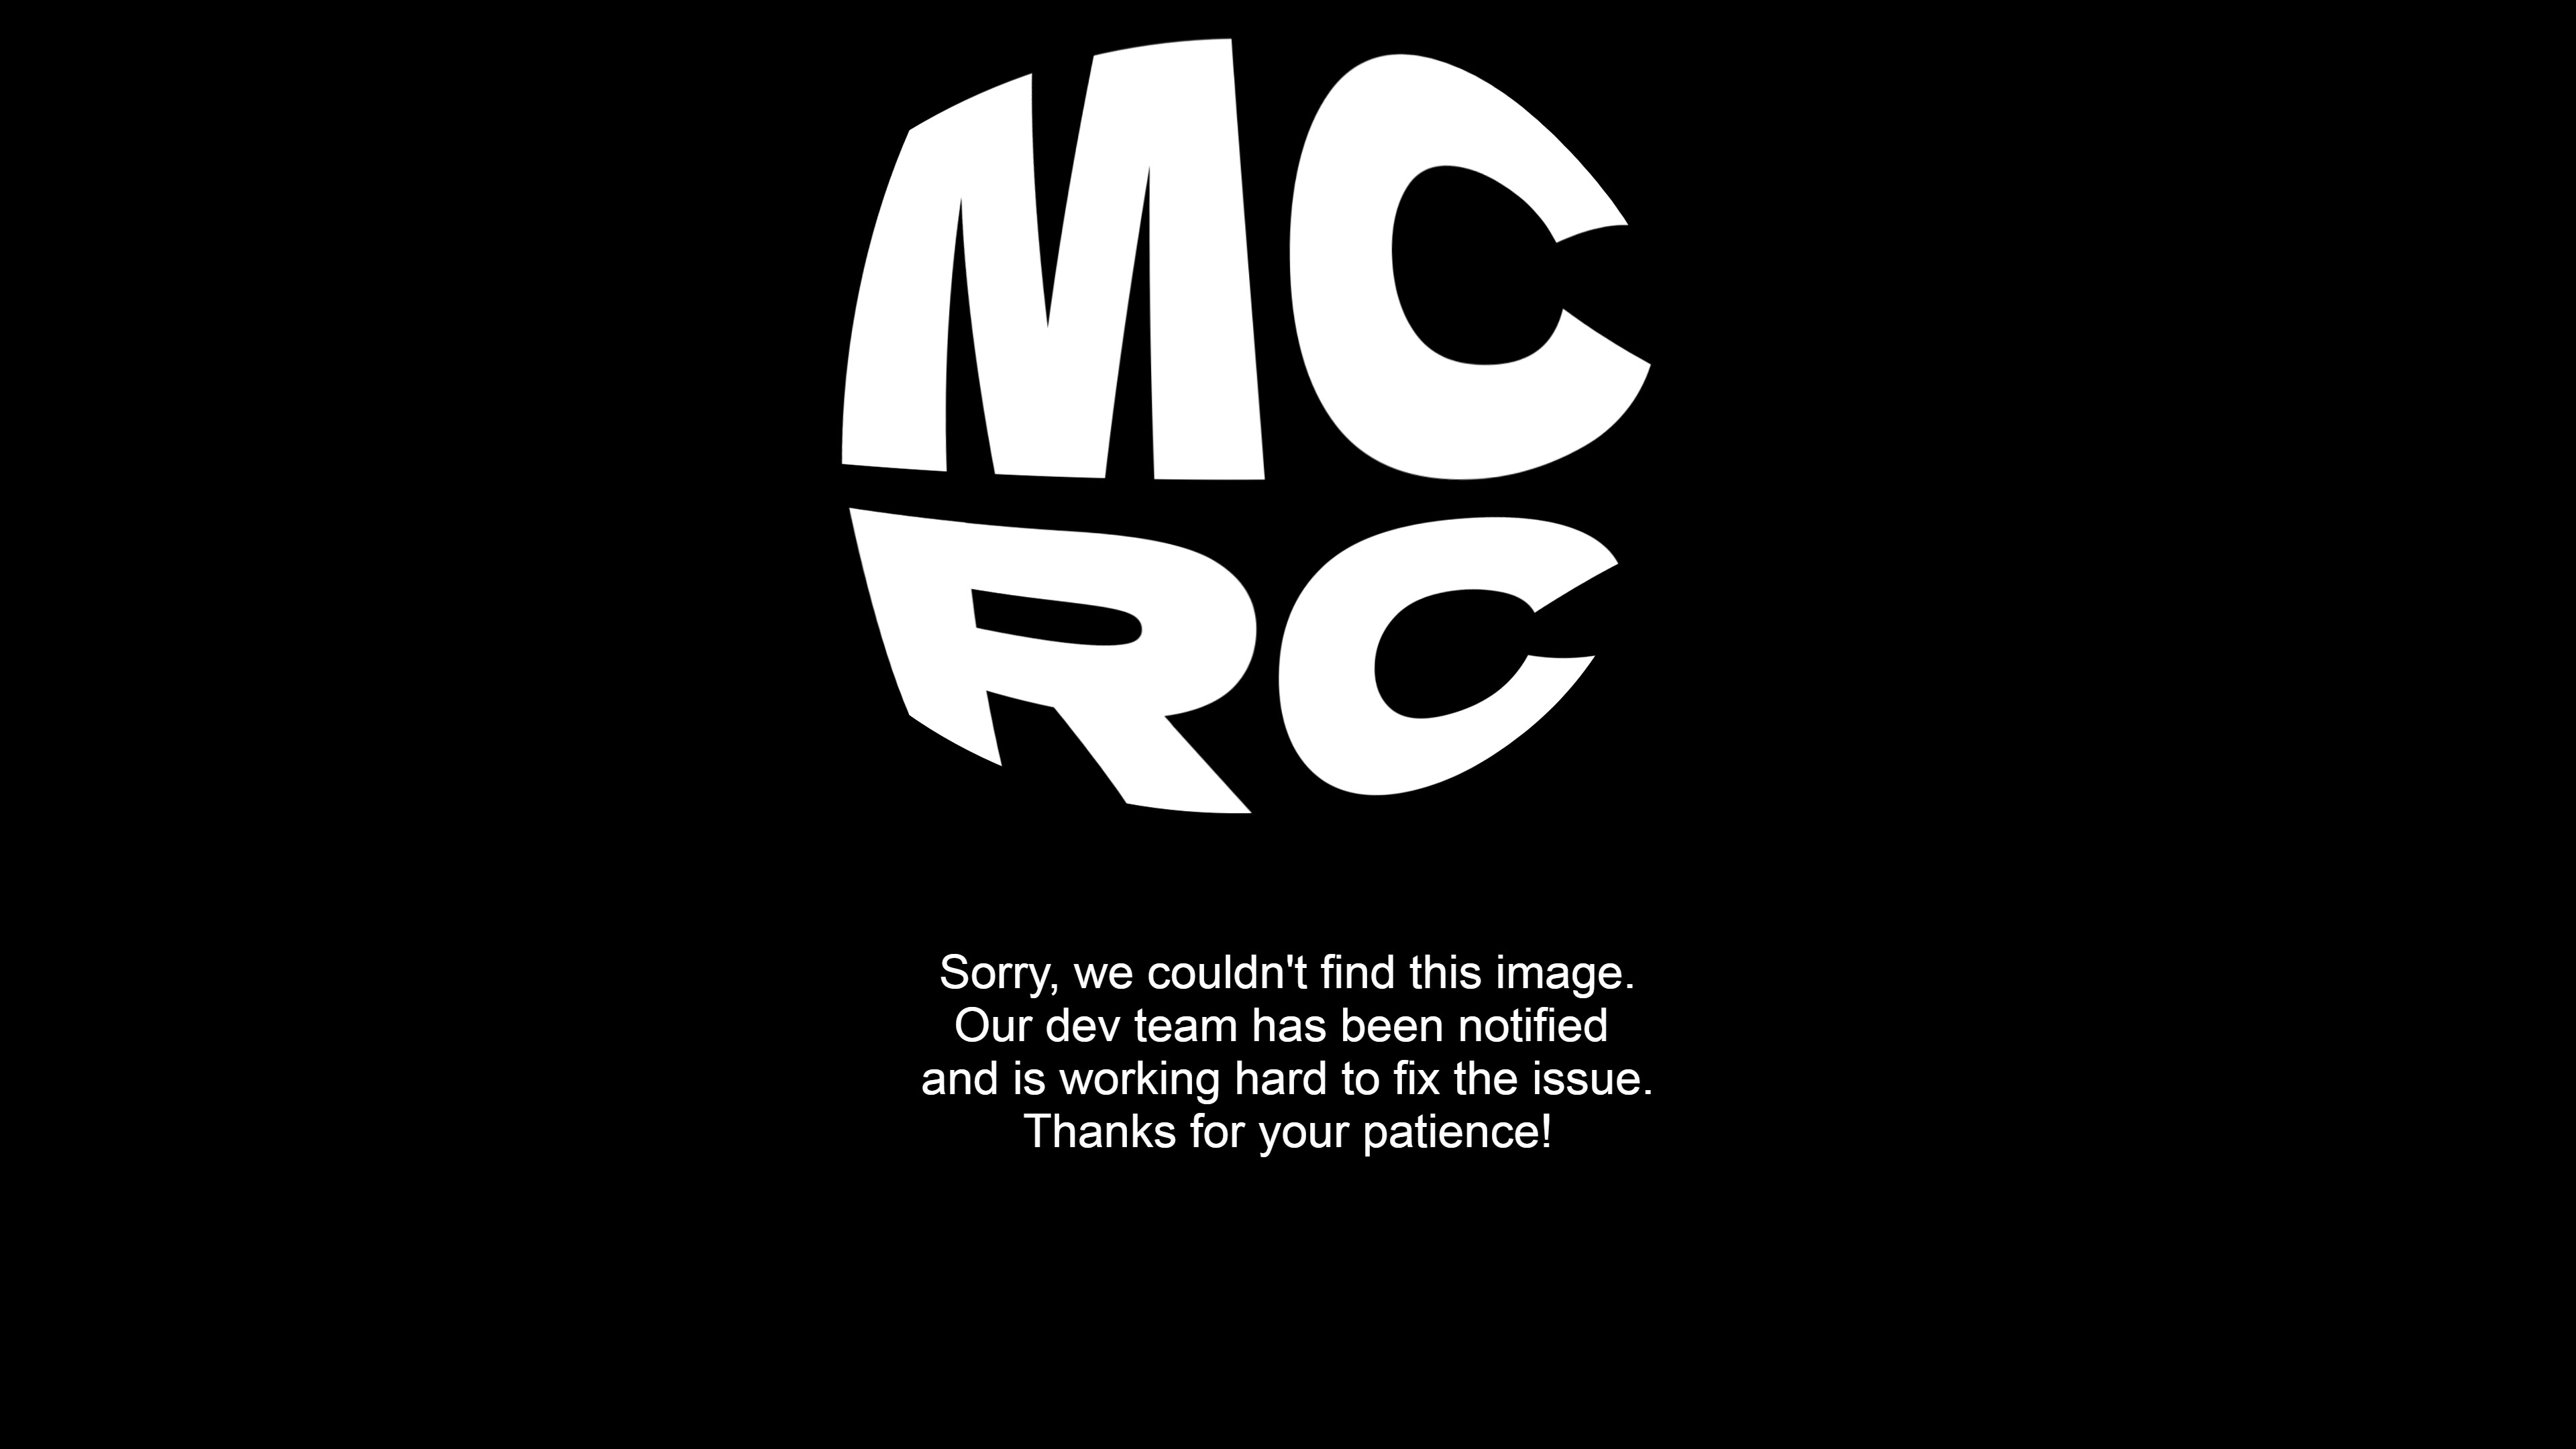 MC
RC
Sorry, we couldn't find this image.
Our dev team has been notified
and is working hard to fix the issue.
Thanks for your patience!